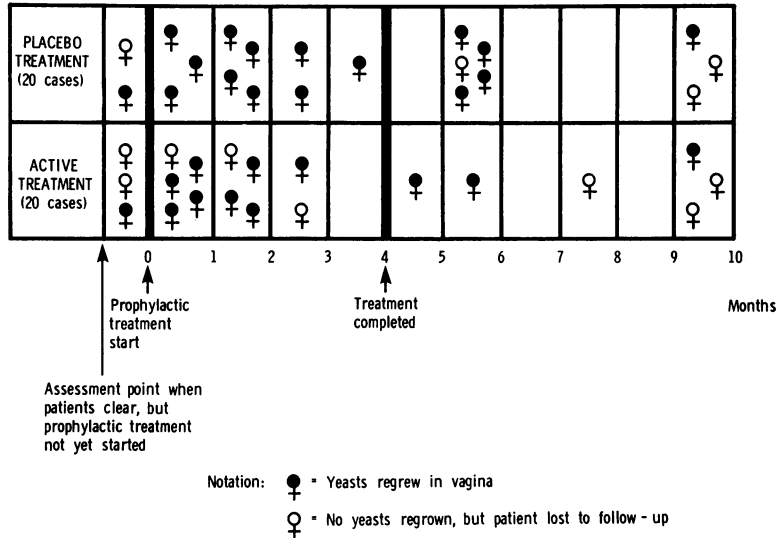 PLACEBO
TREATMENT
(20 cases)
ACTIVE
TREATMENT
(20 cases)
0 1 2 3 4 5 6 7 8 9 10
Prophylactic
treatment
start
Treatment
completed
Months
Assessment point when
patients clear, but
prophylactic treatment
not yet started
Notation: = Yeasts regrew in vagina
= No yeasts regrown, but patient lost to follow - up